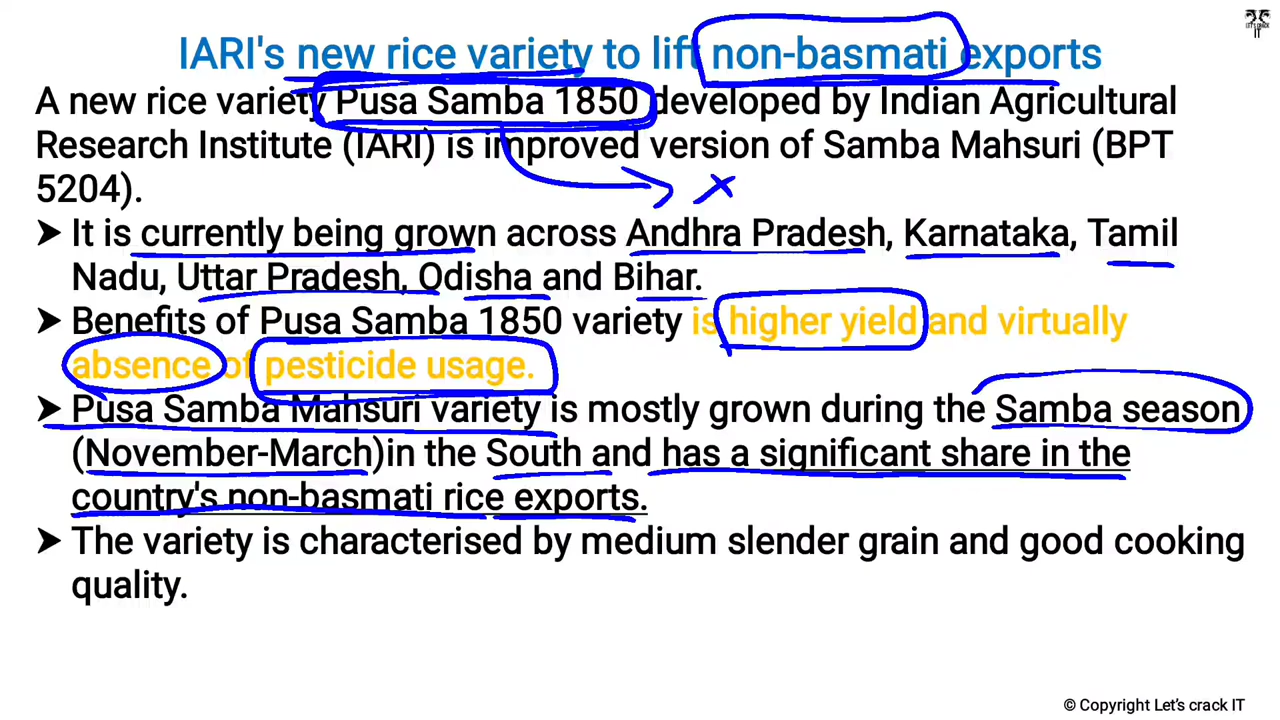 IARI's new rice variety to lift non-basmati exports
A new rice variety Pusa Samba 1850 developed by Indian Agricultural
Research Institute (IARI) is improved version of Samba Mahsuri (BPT
5204).
➤ It is currently being grown across Andhra Pradesh, Karnataka, Tamil
Nadu, Uttar Pradesh, Odisha and Bihar.
➤ Benefits of Pusa Samba 1850 variety is higher yield and virtually
absence of pesticide usage.
➤ Pusa Samba Mahsuri variety is mostly grown during the Samba season
(November-March)in the South and has a significant share in the
country's non-basmati rice exports.
➤ The variety is characterised by medium slender grain and good cooking
quality.
© Copyright Let's crack IT
LET'S CRACK
IT